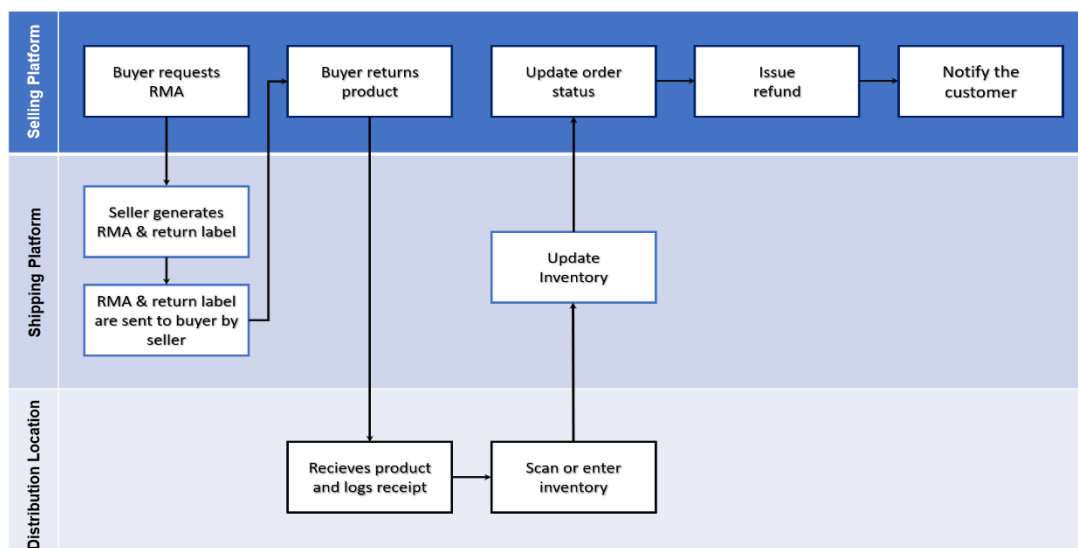 Selling Platform
Buyer requests
RMA
Buyer returns
product
Update order
status
Issue
refund
Notify the
customer
Shipping Platform
Seller generates
RMA & return label
RMA & return label
are sent to buyer by
seller
Update
Inventory
Distribution Location
Recieves product
and logs receipt
Scan or enter
inventory